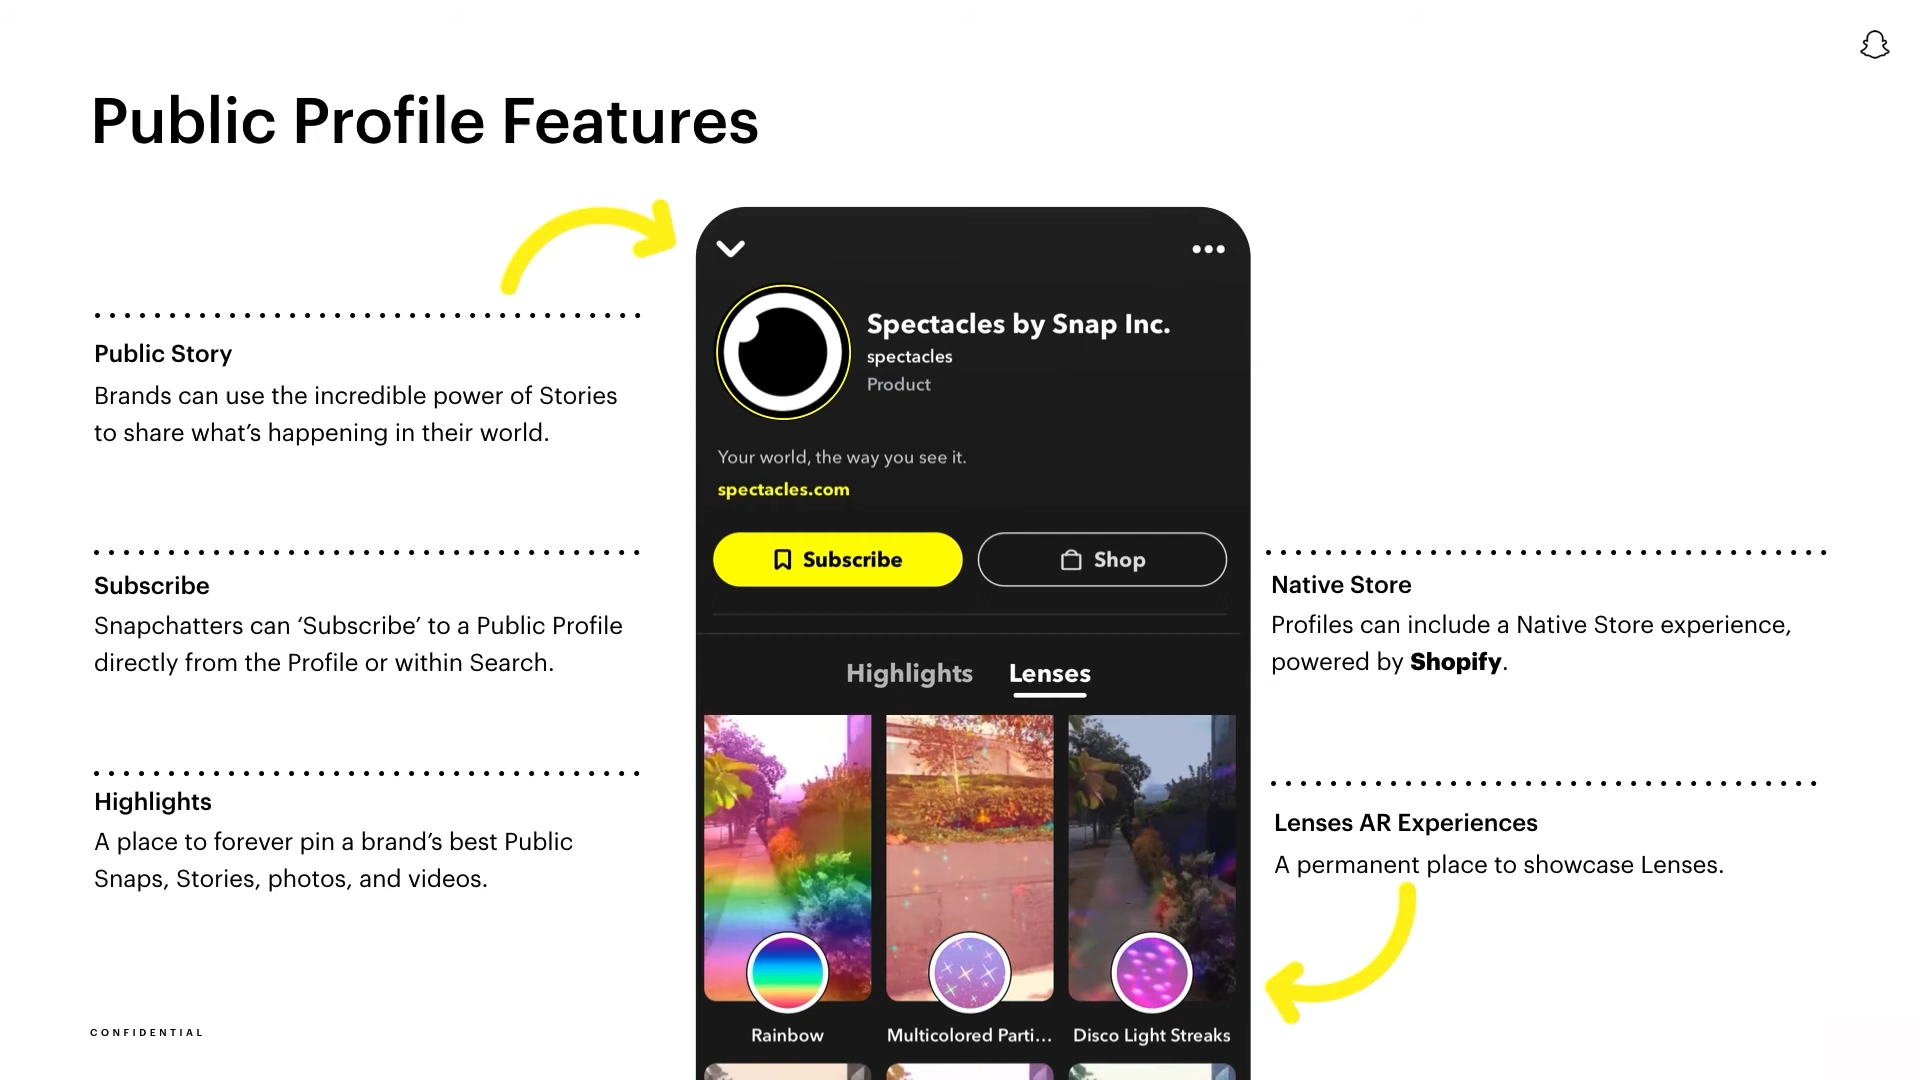 Public Profile Features
Public Story
Brands can use the incredible power of Stories
to share what’s happening in their world.
Subscribe
Snapchatters can ‘Subscribe’ to a Public Profile
directly from the Profile or within Search.
Highlights
A place to forever pin a brand’s best Public
Snaps, Stories, photos, and videos.
Spectacles by Snap Inc.
spectacles
Product
Your world, the way you see it.
spectacles.com
Subscribe
Shop
Highlights
Lenses
Rainbow
Multicolored Parti...
Disco Light Streaks
Native Store
Profiles can include a Native Store experience,
powered by Shopify.
Lenses AR Experiences
A permanent place to showcase Lenses.
CONFIDENTIAL